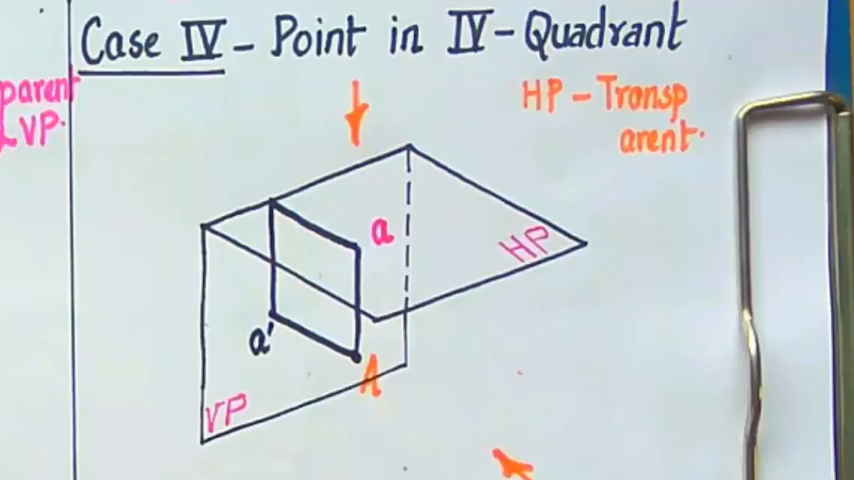 Case IV - Point in IV - Quadrant
parent
VP.
HP - Transp
arent.
a
HP
a'
A
VP